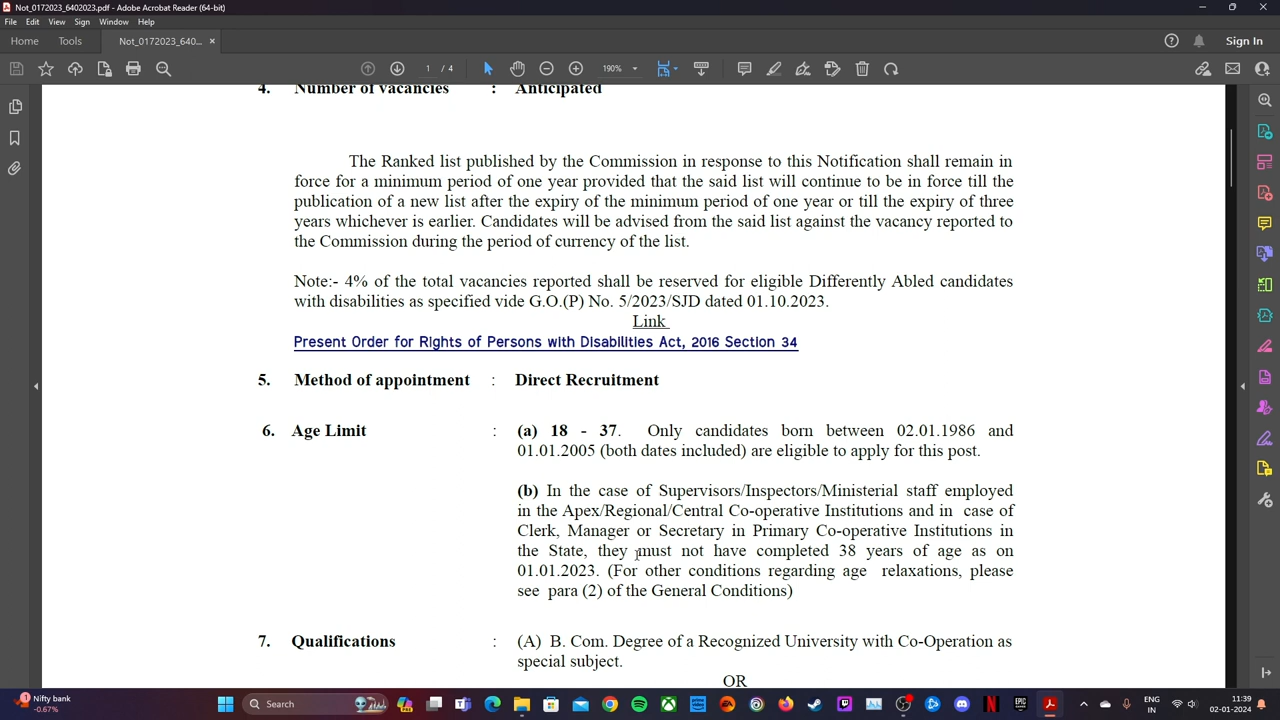 Not_0172023_6402023.pdf - Adobe Acrobat Reader (64-bit)
File Edit View Sign Window Help
Home Tools Not_0172023_640... × Sign In
1 / 4 190%
4. Number of vacancies : Anticipated
The Ranked list published by the Commission in response to this Notification shall remain in
force for a minimum period of one year provided that the said list will continue to be in force till the
publication of a new list after the expiry of the minimum period of one year or till the expiry of three
years whichever is earlier. Candidates will be advised from the said list against the vacancy reported to
the Commission during the period of currency of the list.
Note:- 4% of the total vacancies reported shall be reserved for eligible Differently Abled candidates
with disabilities as specified vide G.O.(P) No. 5/2023/SJD dated 01.10.2023.
Link
Present Order for Rights of Persons with Disabilities Act, 2016 Section 34
5. Method of appointment : Direct Recruitment
6. Age Limit : (a) 18 - 37. Only candidates born between 02.01.1986 and
01.01.2005 (both dates included) are eligible to apply for this post.
(b) In the case of Supervisors/Inspectors/Ministerial staff employed
in the Apex/Regional/Central Co-operative Institutions and in case of
Clerk, Manager or Secretary in Primary Co-operative Institutions in
the State, they must not have completed 38 years of age as on
01.01.2023. (For other conditions regarding age relaxations, please
see para (2) of the General Conditions)
7. Qualifications : (A) B. Com. Degree of a Recognized University with Co-Operation as
special subject.
OR
Nifty bank
-0.67%
Search
ENG
IN
11:39
02-01-2024